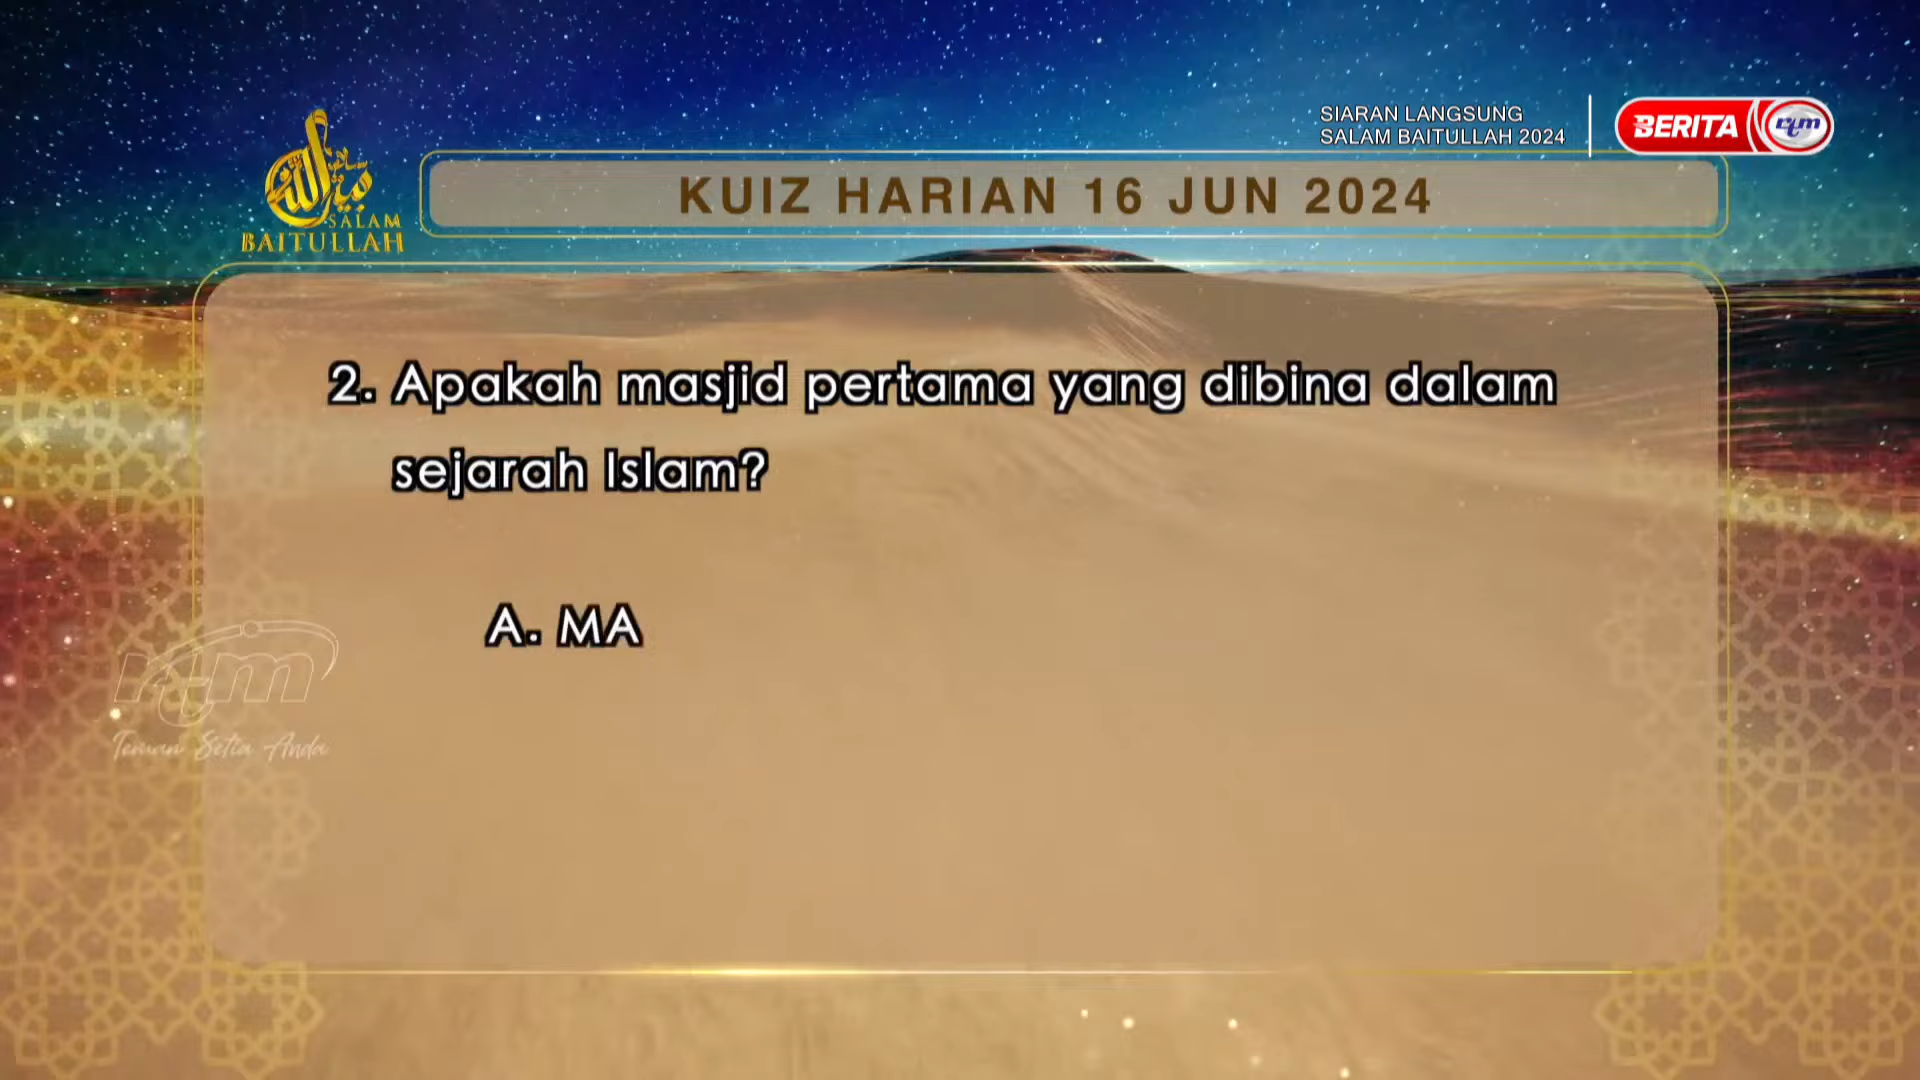 SIARAN LANGSUNG
SALAM BAITULLAH 2024
BERITA rtm
SALAM
BAITULLAH
KUIZ HARIAN 16 JUN 2024
2. Apakah masjid pertama yang dibina dalam
sejarah Islam?
A. MA
rtm
Teman Setia Anda